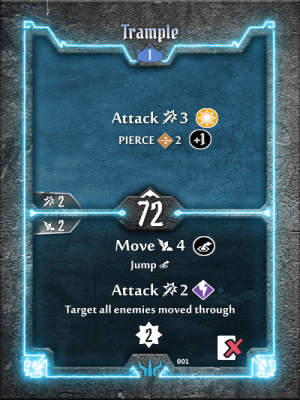 Trample
1
Attack 3
PIERCE 2 +1
2
72
2
Move 4
Jump
Attack 2
Target all enemies moved through
2
001